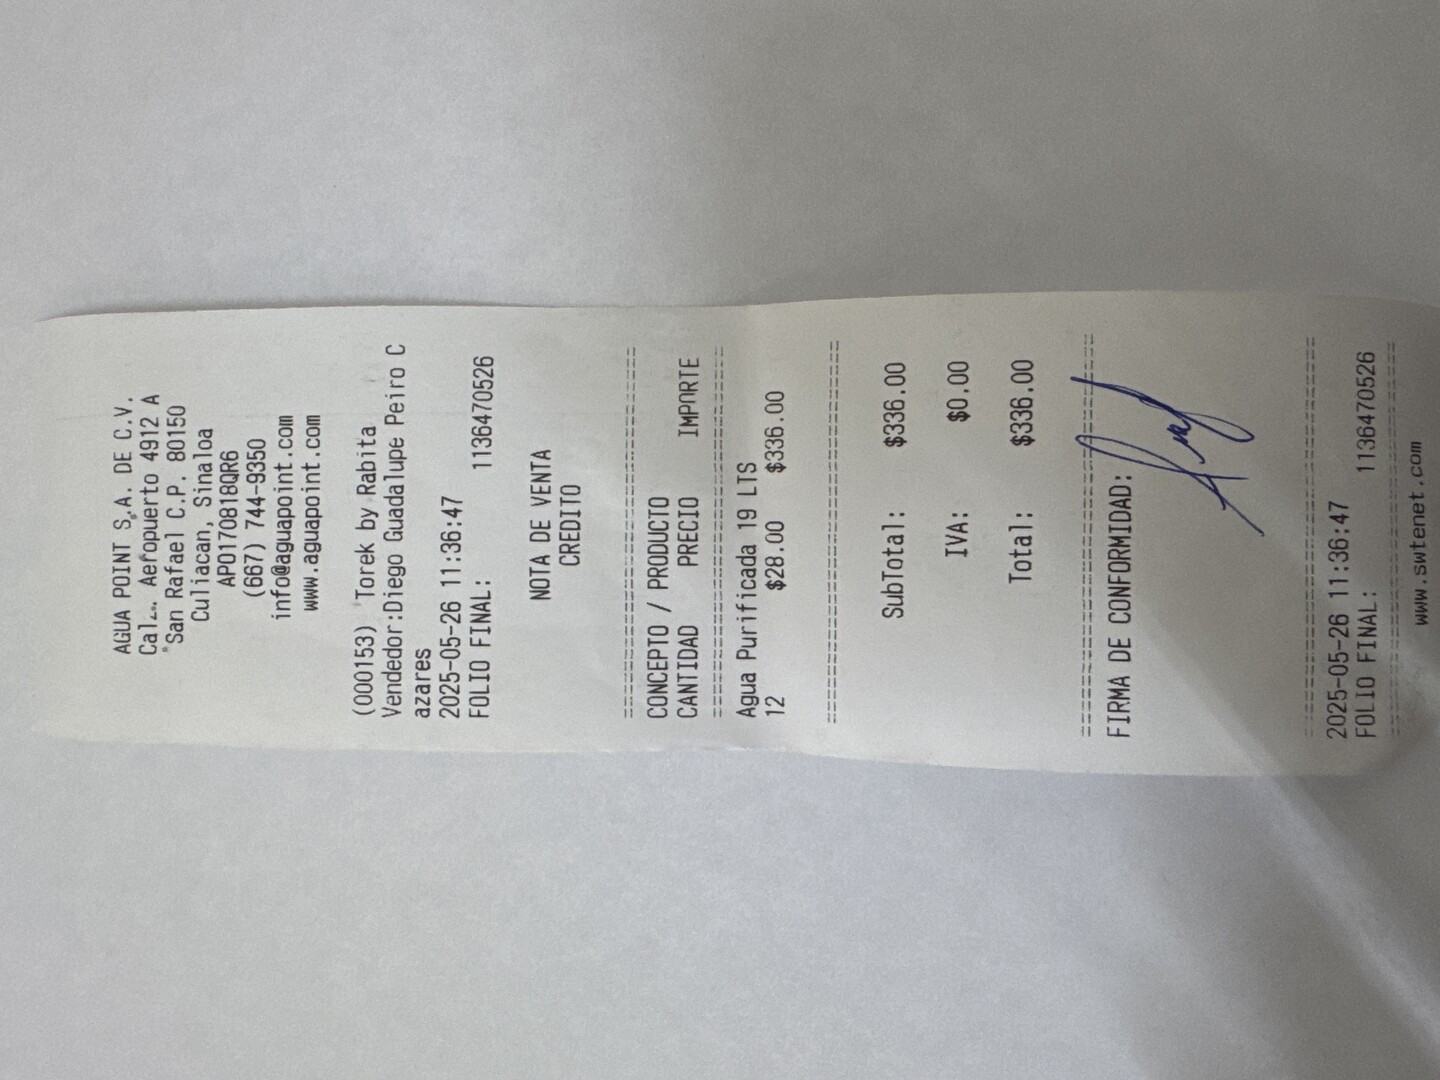 AGUA POINT S.A. DE C.V.
Aeropuerto 4912 A
San Rafael C.P. 80150
Culiacan, Sinaloa
APO170818QR6
(667) 744-9350
info@aguapoint.com
www.aguapoint.com
(000153) Torek by Rabita
Vendedor:Diego Guadalupe Peiro C
azares
2025-05-26 11:36:47
FOLIO FINAL: 1136470526
NOTA DE VENTA
CREDITO
================================
CONCEPTO / PRODUCTO
CANTIDAD PRECIO IMPORTE
================================
Agua Purificada 19 LTS
12 $28.00 $336.00
================================
SubTotal: $336.00
IVA: $0.00
Total: $336.00
================================
FIRMA DE CONFORMIDAD:
================================
2025-05-26 11:36:47
FOLIO FINAL: 1136470526
================================
www.swtenet.com